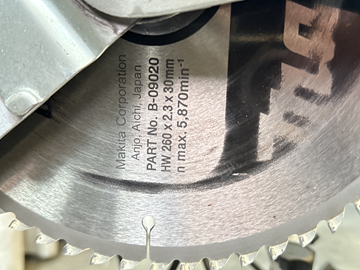 Makita Corporation
Anjo, Aichi, Japan
PART No. B-09020
HW 260 x 2.3 x 30mm
n max. 5,870min⁻¹